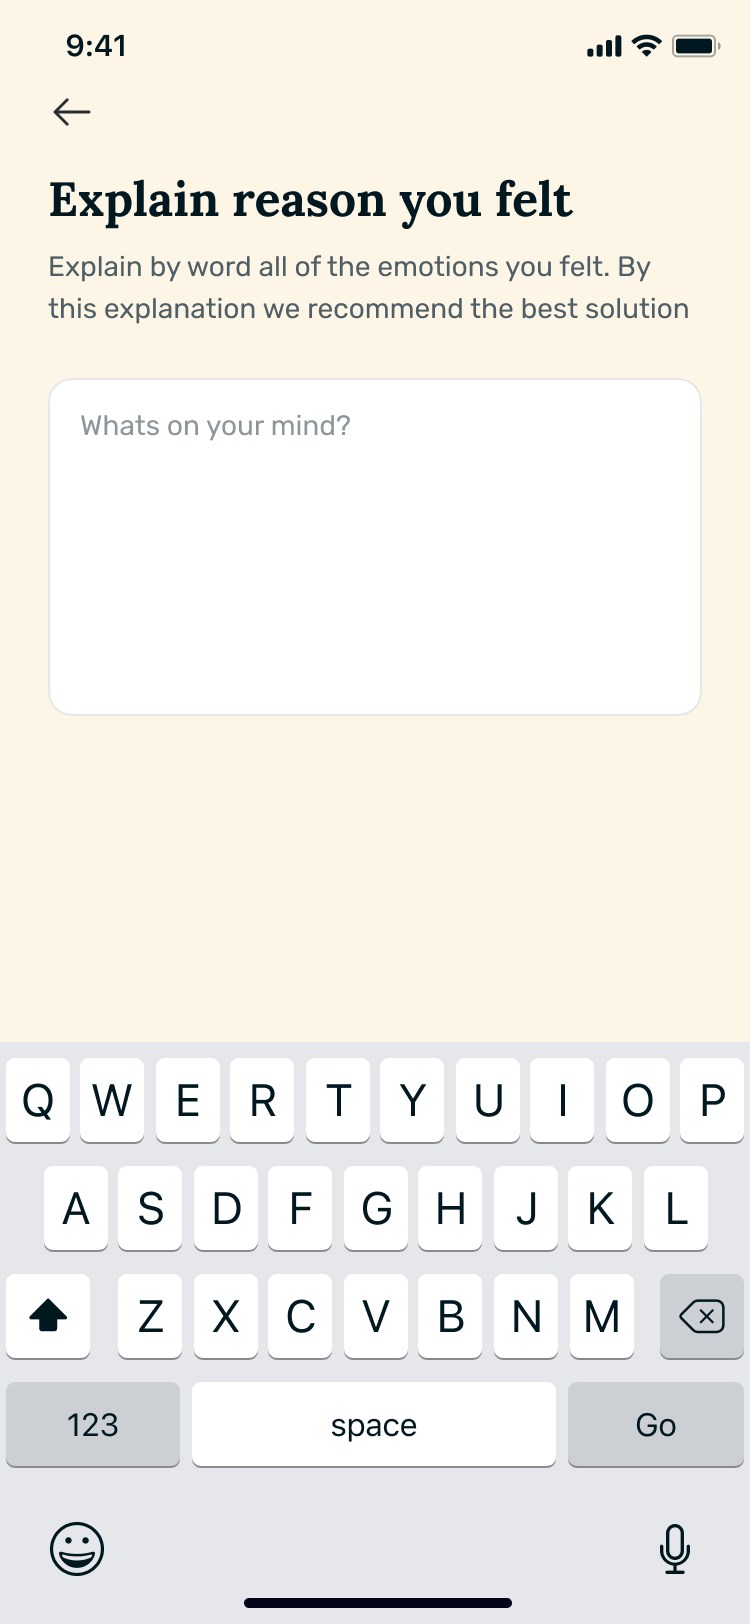 9:41
Explain reason you felt
Explain by word all of the emotions you felt. By
this explanation we recommend the best solution
Whats on your mind?
Q W E R T Y U I O P
A S D F G H J K L
Z X C V B N M
123 space Go